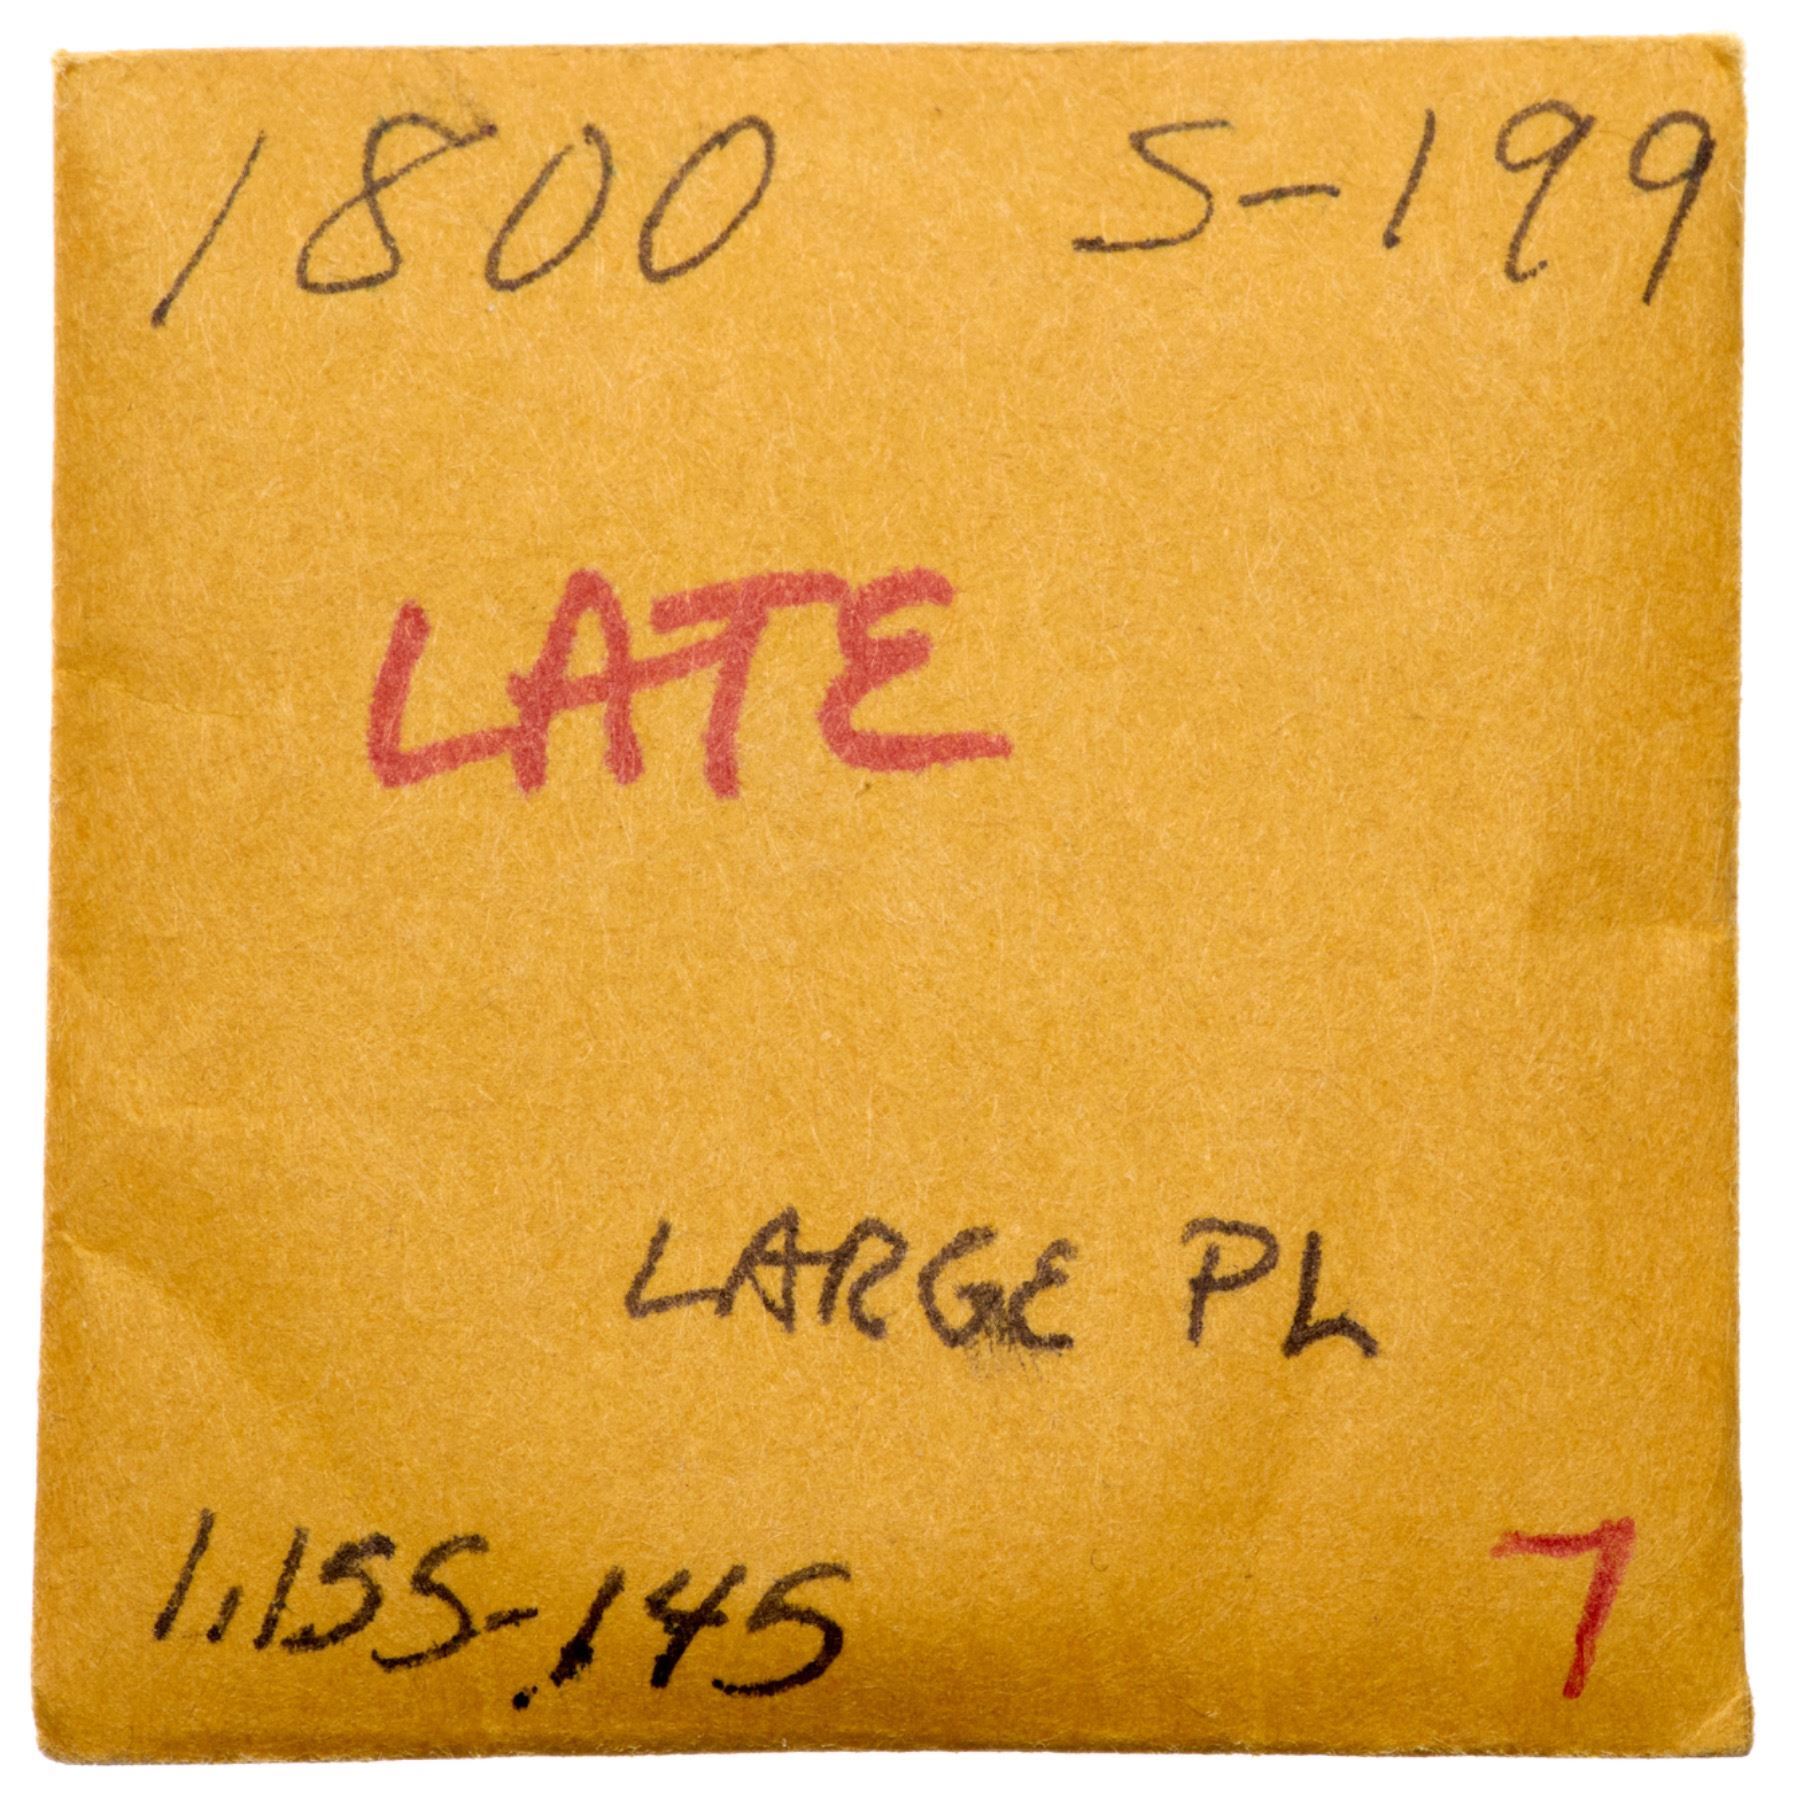 1800 S-199
LATE
LARGE PL
1.155-.145 7